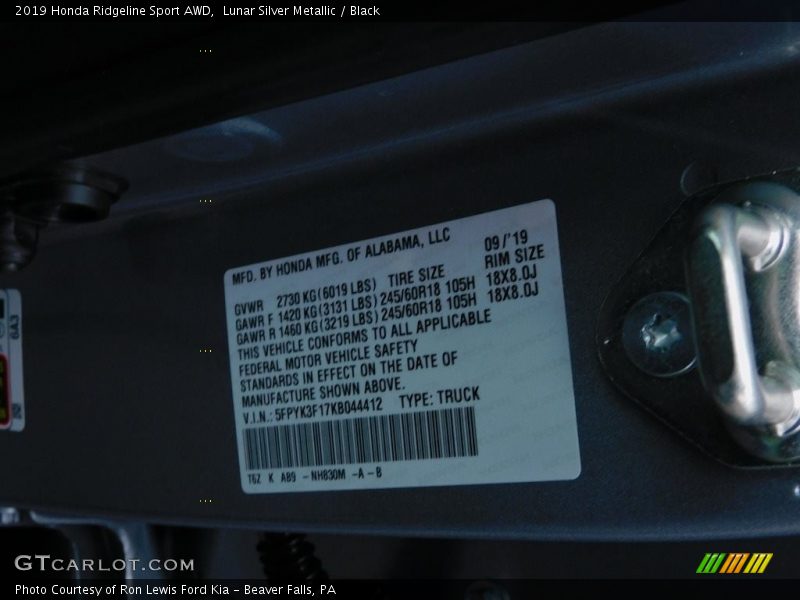 2019 Honda Ridgeline Sport AWD,  Lunar Silver Metallic / Black
MFD. BY HONDA MFG. OF ALABAMA, LLC 09/'19
GVWR 2730 KG(6019 LBS) TIRE SIZE RIM SIZE
GAWR F 1420 KG(3131 LBS) 245/60R18 105H 18X8.0J
GAWR R 1460 KG(3219 LBS) 245/60R18 105H 18X8.0J
THIS VEHICLE CONFORMS TO ALL APPLICABLE
FEDERAL MOTOR VEHICLE SAFETY
STANDARDS IN EFFECT ON THE DATE OF
MANUFACTURE SHOWN ABOVE.
V.I.N.: 5FPYK3F17KB044412 TYPE: TRUCK
T6Z K A89 -NH830M -A-B
6A3
GTCARLOT.COM
Photo Courtesy of Ron Lewis Ford Kia - Beaver Falls, PA